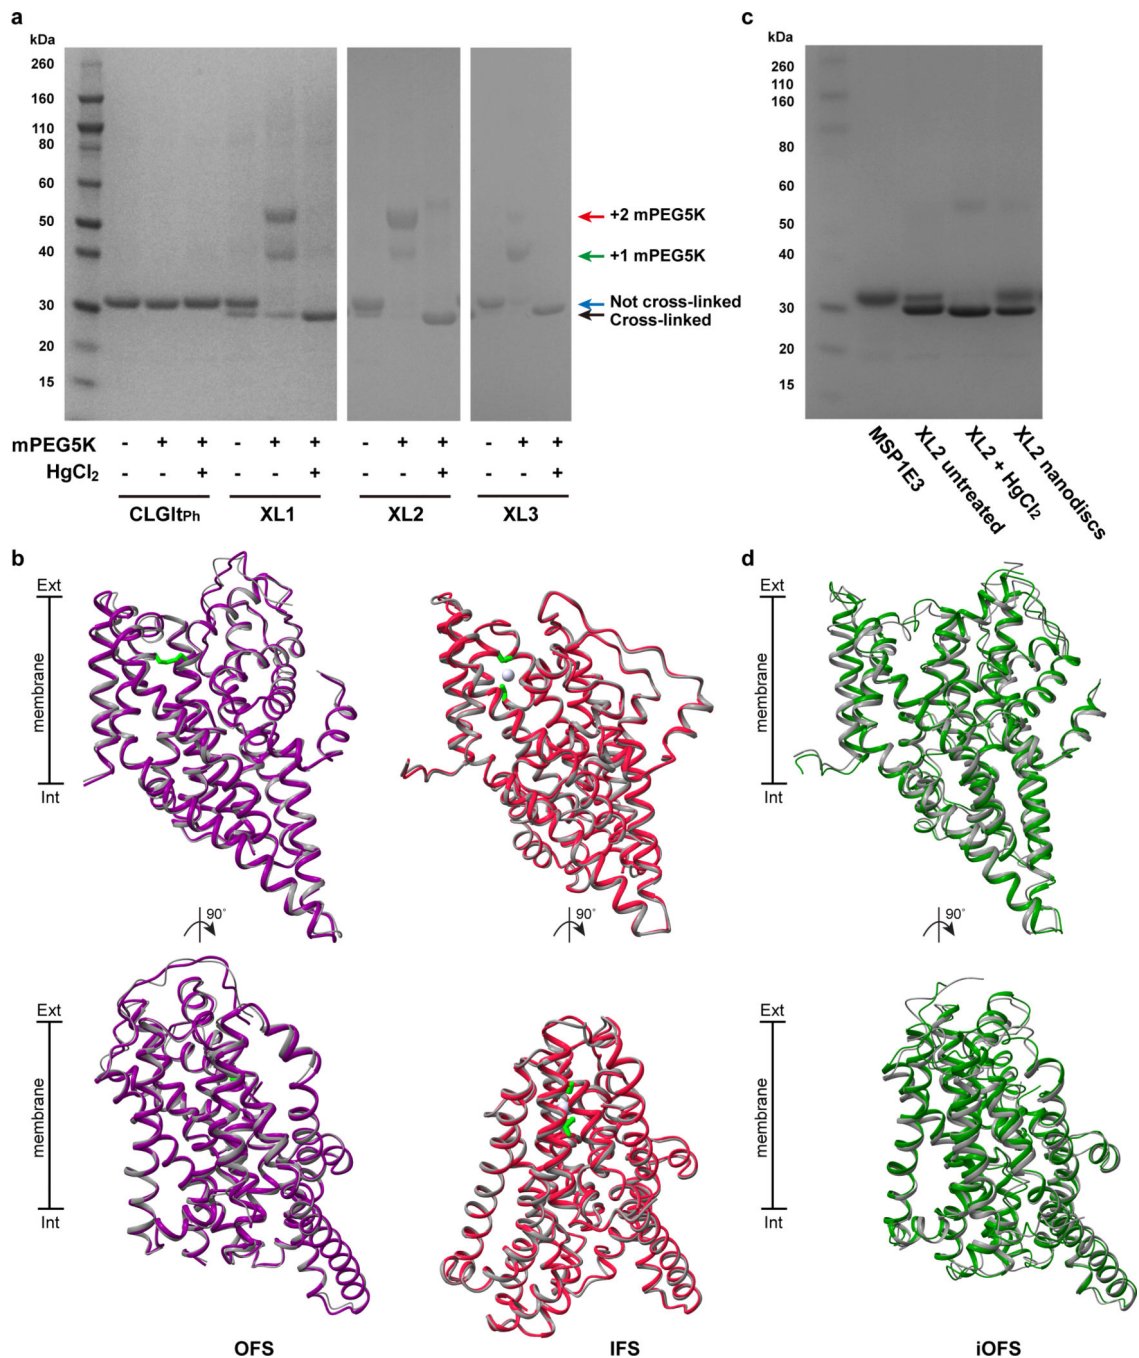 a
kDa
260
160
110
80
60
50
40
30
20
15
+2 mPEG5K
+1 mPEG5K
Not cross-linked
Cross-linked
mPEG5K - + + - + + - + + - + +
HgCl2 - - + - - + - - + - - +
CLGltPh XL1 XL2 XL3
c
kDa
260
110
160
80
60
50
40
30
20
15
MSP1E3
XL2 untreated
XL2 + HgCl2
XL2 nanodiscs
b
Ext
membrane
Int
90°
90°
Ext
membrane
Int
OFS
IFS
d
Ext
membrane
Int
90°
Ext
membrane
Int
iOFS